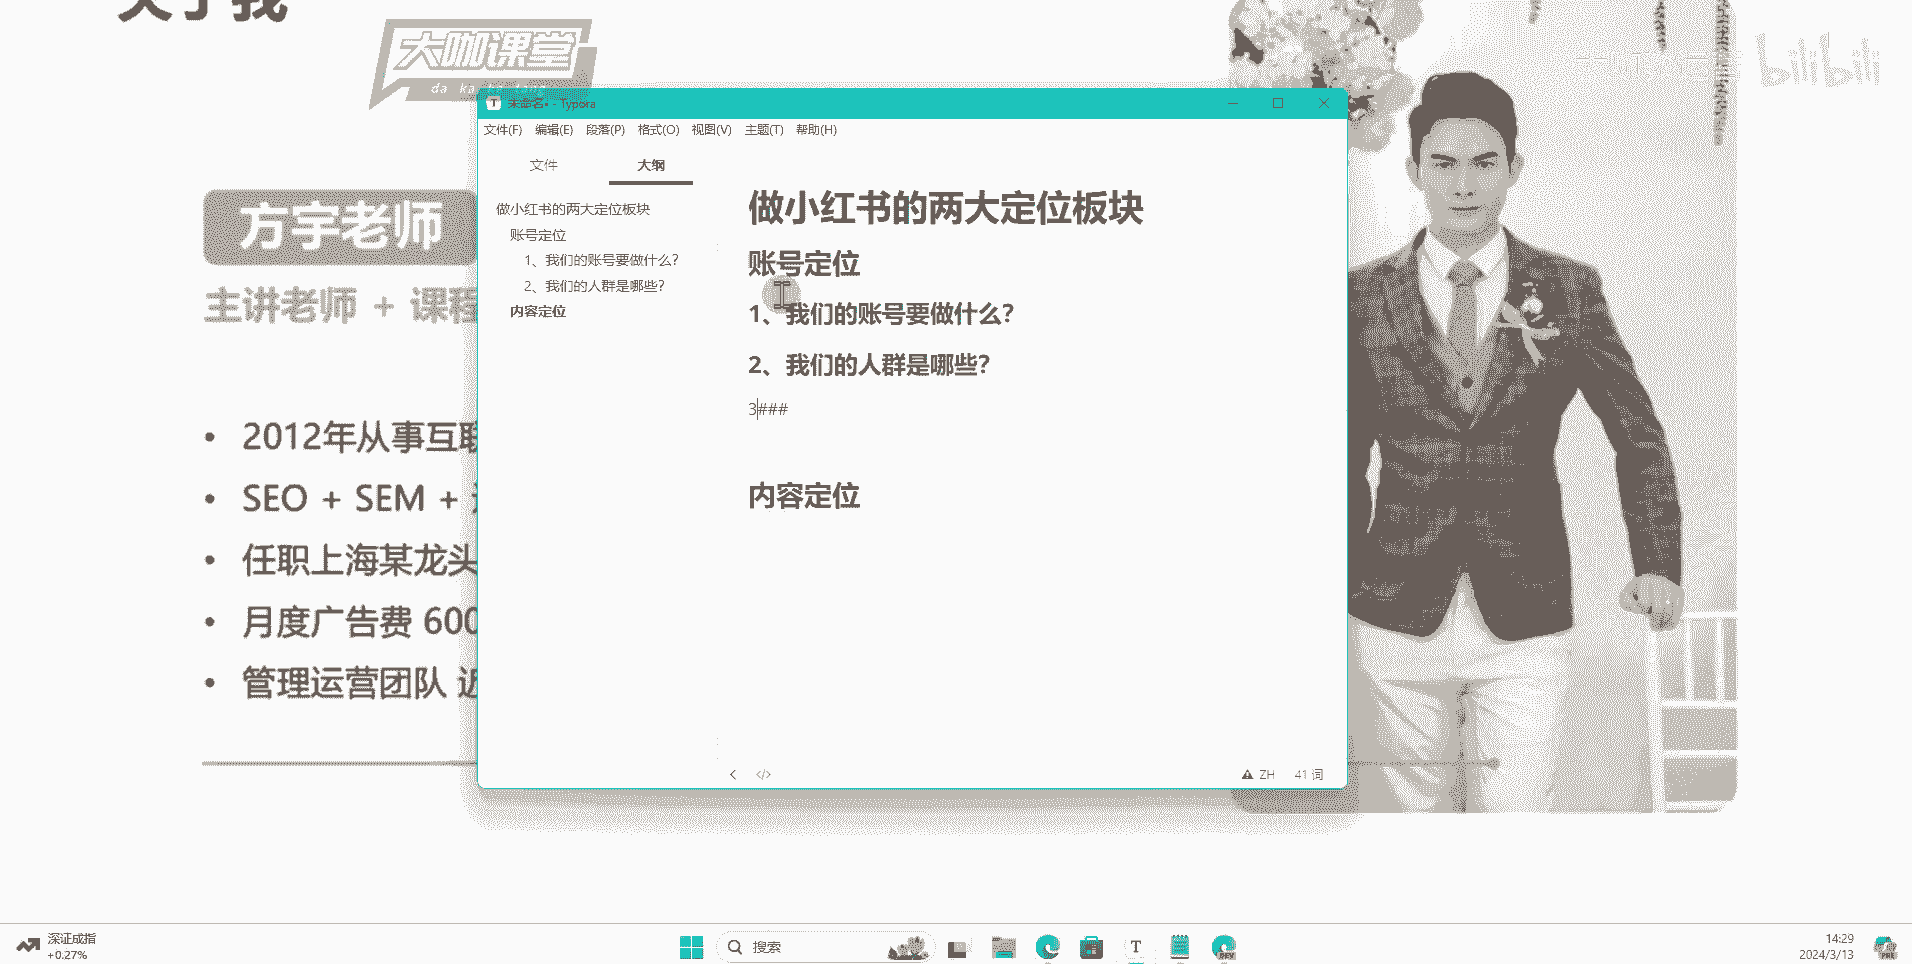 关于我
大咖课堂
bilibili
未命名• - Typora
文件(F) 编辑(E) 段落(P) 格式(O) 视图(V) 主题(T) 帮助(H)
文件 大纲
做小红书的两大定位板块
账号定位
1、我们的账号要做什么?
2、我们的人群是哪些?
内容定位
做小红书的两大定位板块
账号定位
1、我们的账号要做什么?
2、我们的人群是哪些?
3###
内容定位
ZH 41 词
方宇老师
主讲老师 + 课程
2012年从事互联
SEO + SEM +
任职上海某龙头
月度广告费 600
管理运营团队 近
深证成指
+0.27%
搜索
14:29
2024/3/13